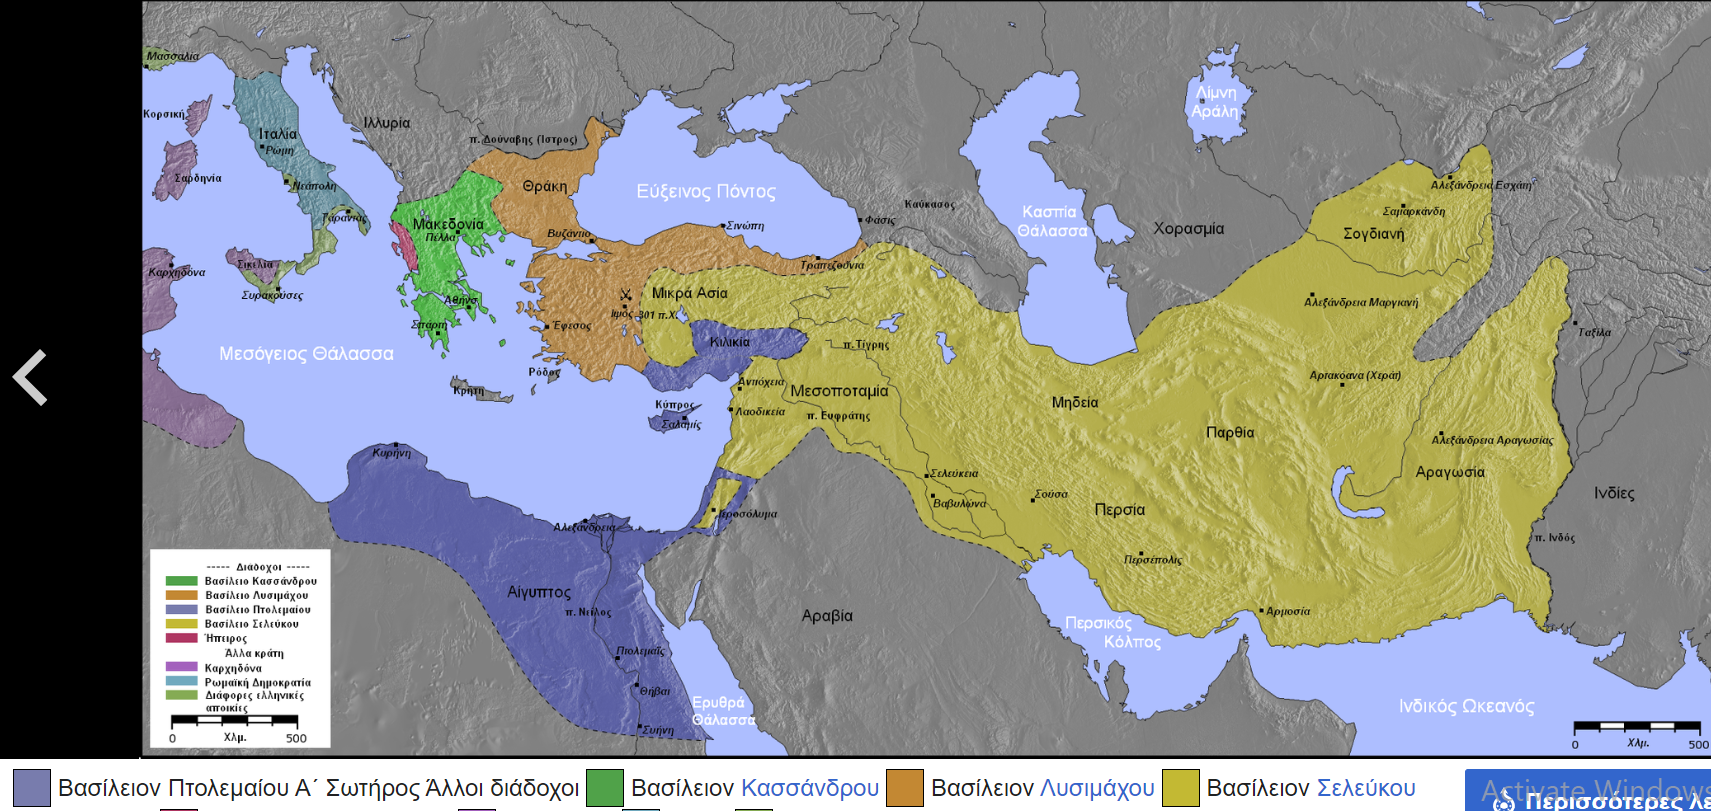 Μασσαλία
Κορσική
Ιταλία
Ρώμη
Ιλλυρία
π. Δούναβης (Ίστρος)
Σαρδηνία
Νεάπολη
Τάραντας
Θράκη
Μακεδονία
Πέλλα
Βυζάντιο
Εύξεινος Πόντος
Σινώπη
Φάσις
Καύκασος
Κασπία
Θάλασσα
Λίμνη
Αράλη
Χορασμία
Αλεξάνδρεια Εσχάτη
Σαμαρκάνδη
Σογδιανή
Καρχηδόνα
Σικελία
Συρακούσες
Τραπεζούντα
Μικρά Ασία
Αθήνα
Σπάρτη
Έφεσος
Ιψός 301 π.Χ.
Αλεξάνδρεια Μαργιανή
Ταξίλα
Μεσόγειος Θάλασσα
Κιλικία
π. Τίγρης
Ρόδος
Κρήτη
Αντιόχεια
Μεσοποταμία
Αρτακόανα (Χεράτ)
Κύπρος
Σαλαμίς
Λαοδικεία
π. Ευφράτης
Μηδεία
Παρθία
Κυρήνη
Αλεξάνδρεια Αραχωσίας
Σελεύκεια
Αραχωσία
Βαβυλώνα
Σούσα
Περσία
Ινδίες
Ιεροσόλυμα
Αλεξάνδρεια
π. Ινδός
Περσέπολις
Αίγυπτος
π. Νείλος
Αραβία
Αρμοσία
Περσικός
Κόλπος
Πτολεμαΐς
Θήβαι
Ερυθρά
Θάλασσα
Συήνη
Ινδικός Ωκεανός
----- Διάδοχοι -----
Βασίλειο Κασσάνδρου
Βασίλειο Λυσιμάχου
Βασίλειο Πτολεμαίου
Βασίλειο Σελεύκου
Ήπειρος
Άλλα κράτη
Καρχηδόνα
Ρωμαϊκή Δημοκρατία
Διάφορες ελληνικές
αποικίες
0 Χλμ. 500
0 Χλμ. 500
Βασίλειον Πτολεμαίου Α΄ Σωτήρος Άλλοι διάδοχοι Βασίλειον Κασσάνδρου Βασίλειον Λυσιμάχου Βασίλειον Σελεύκου
Activate Windows
Περισσότερες λε